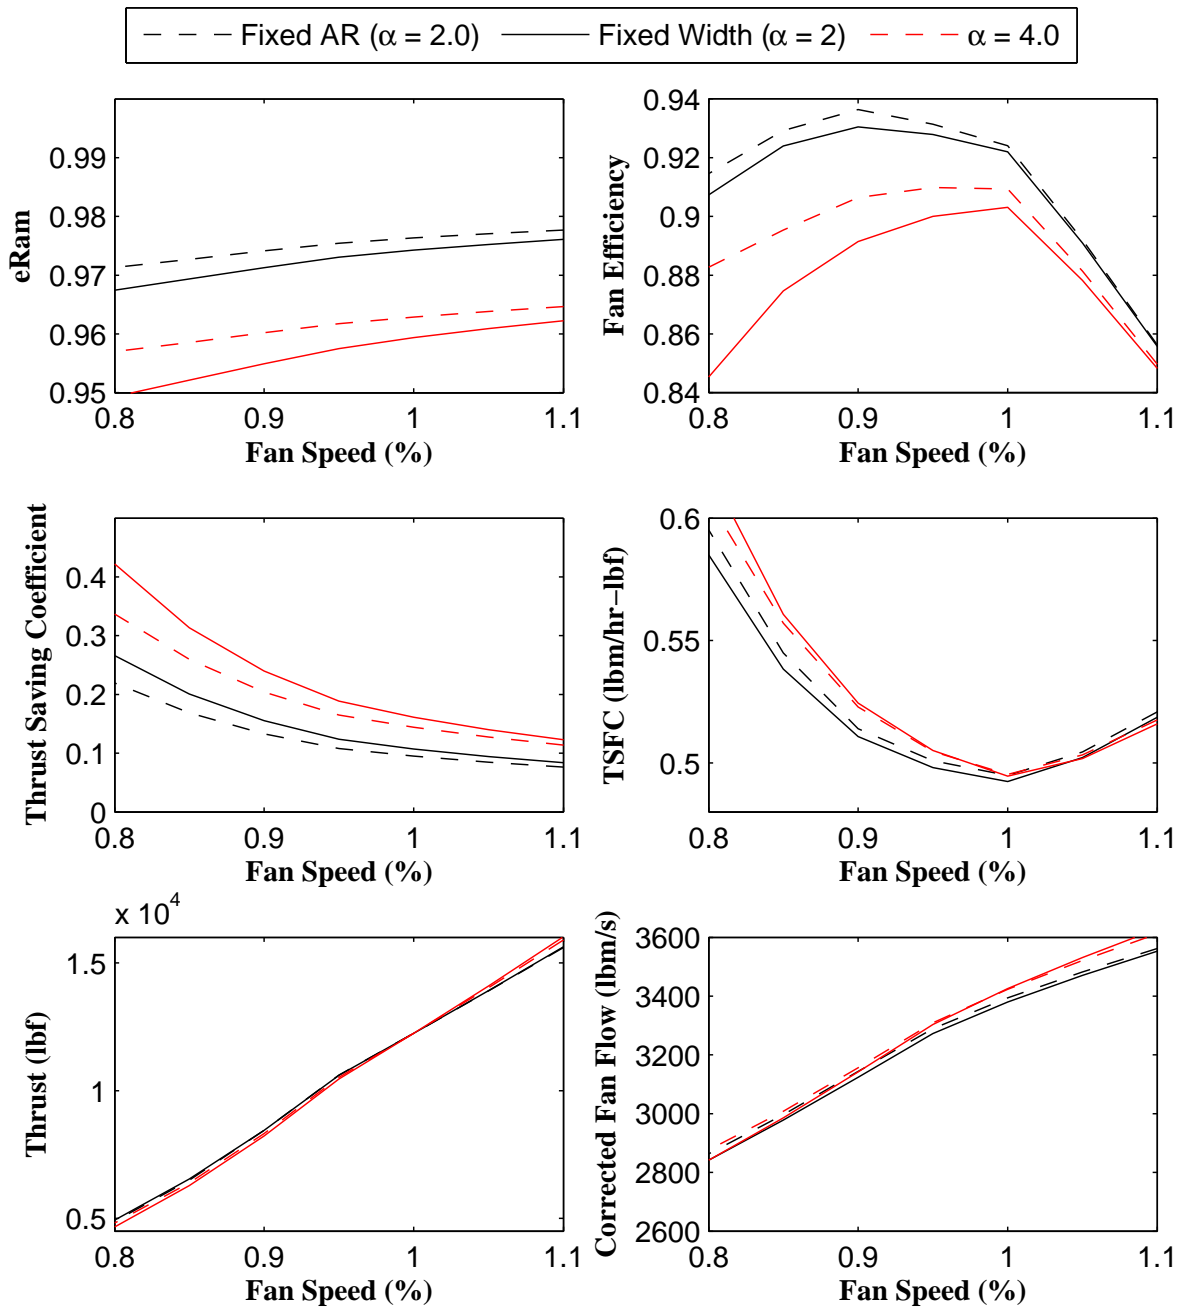 Fixed AR (α = 2.0) Fixed Width (α = 2) α = 4.0
0.99
0.98
0.97
0.96
0.95
0.8 0.9 1 1.1
eRam
Fan Speed (%)
0.94
0.92
0.9
0.88
0.86
0.84
0.8 0.9 1 1.1
Fan Efficiency
Fan Speed (%)
0.4
0.3
0.2
0.1
0
0.8 0.9 1 1.1
Thrust Saving Coefficient
Fan Speed (%)
0.6
0.55
0.5
0.8 0.9 1 1.1
TSFC (lbm/hr−lbf)
Fan Speed (%)
x 10⁴
1.5
1
0.5
0.8 0.9 1 1.1
Thrust (lbf)
Fan Speed (%)
3600
3400
3200
3000
2800
2600
0.8 0.9 1 1.1
Corrected Fan Flow (lbm/s)
Fan Speed (%)